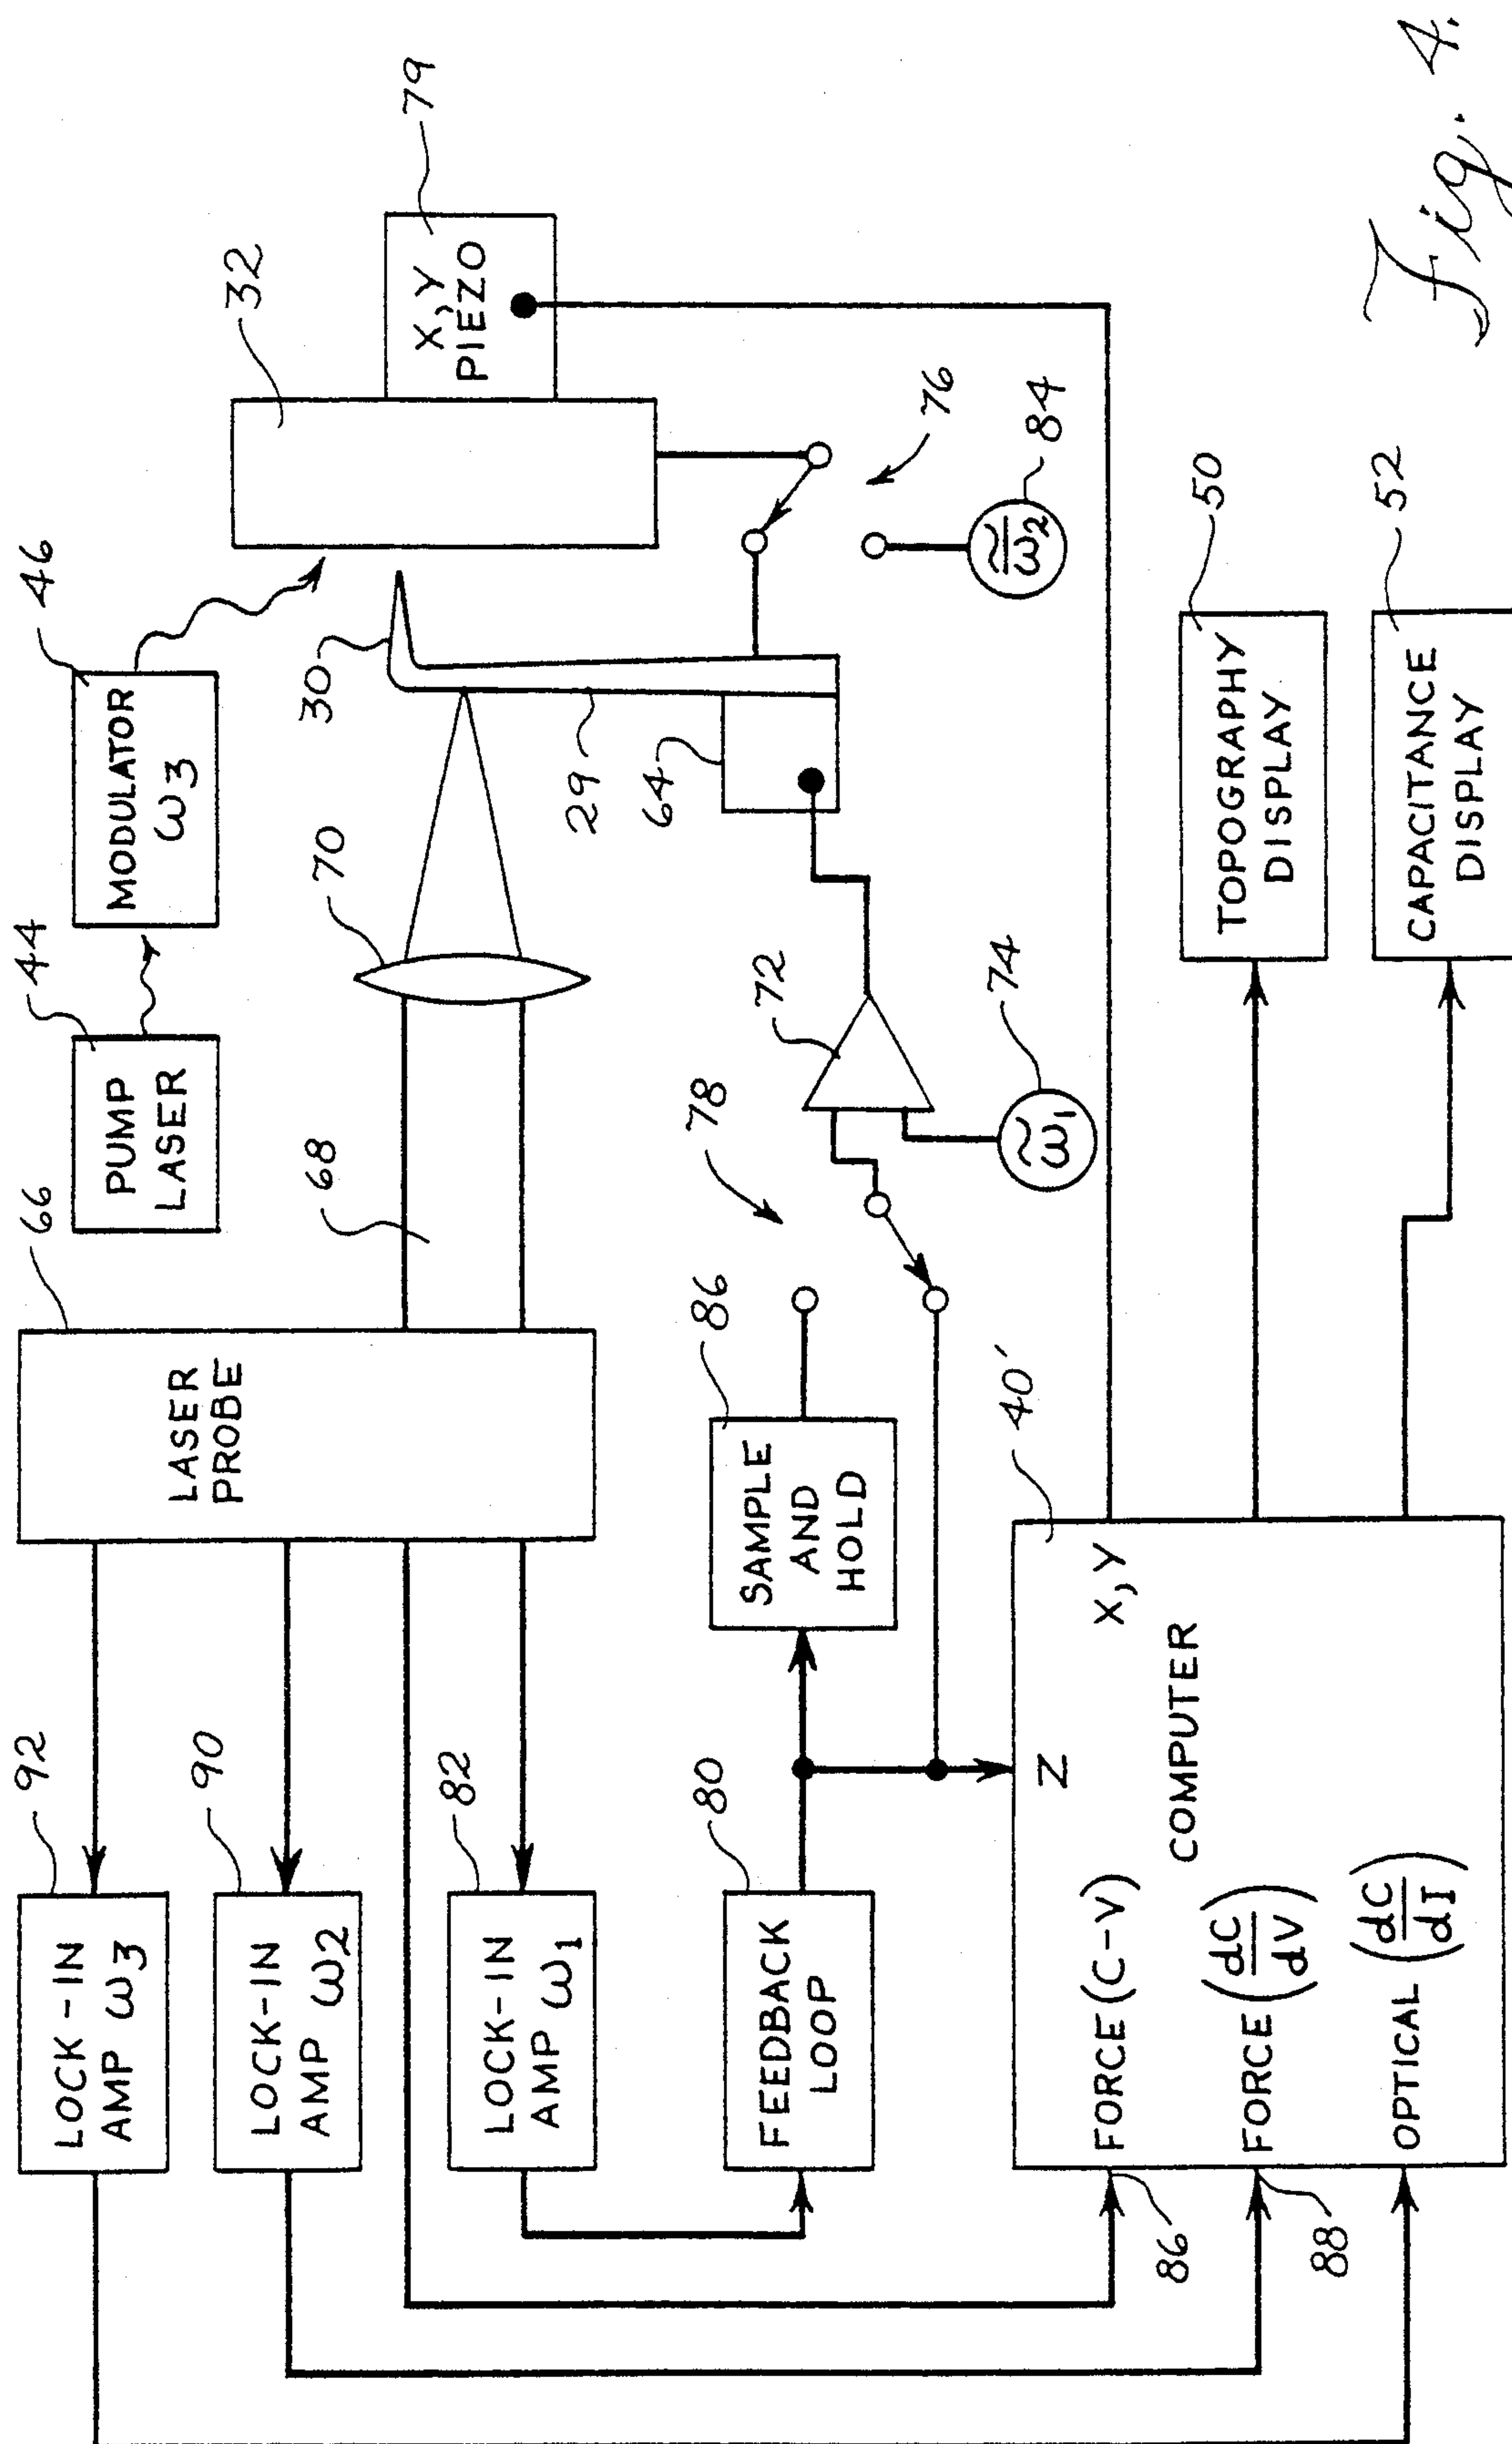 92
LOCK-IN
AMP ω3
90
LOCK-IN
AMP ω2
82
LOCK-IN
AMP ω1
66
LASER
PROBE
44
PUMP
LASER
46
MODULATOR
ω3
68
70
30
29
64
32
79
X,Y
PIEZO
76
84
ω̃2
80
FEEDBACK
LOOP
86
SAMPLE
AND
HOLD
78
72
74
ω̃1
40'
Z
X,Y
COMPUTER
FORCE (C-V)
FORCE (dC/dV)
OPTICAL (dC/dI)
86
88
50
TOPOGRAPHY
DISPLAY
52
CAPACITANCE
DISPLAY
Fig. 4.